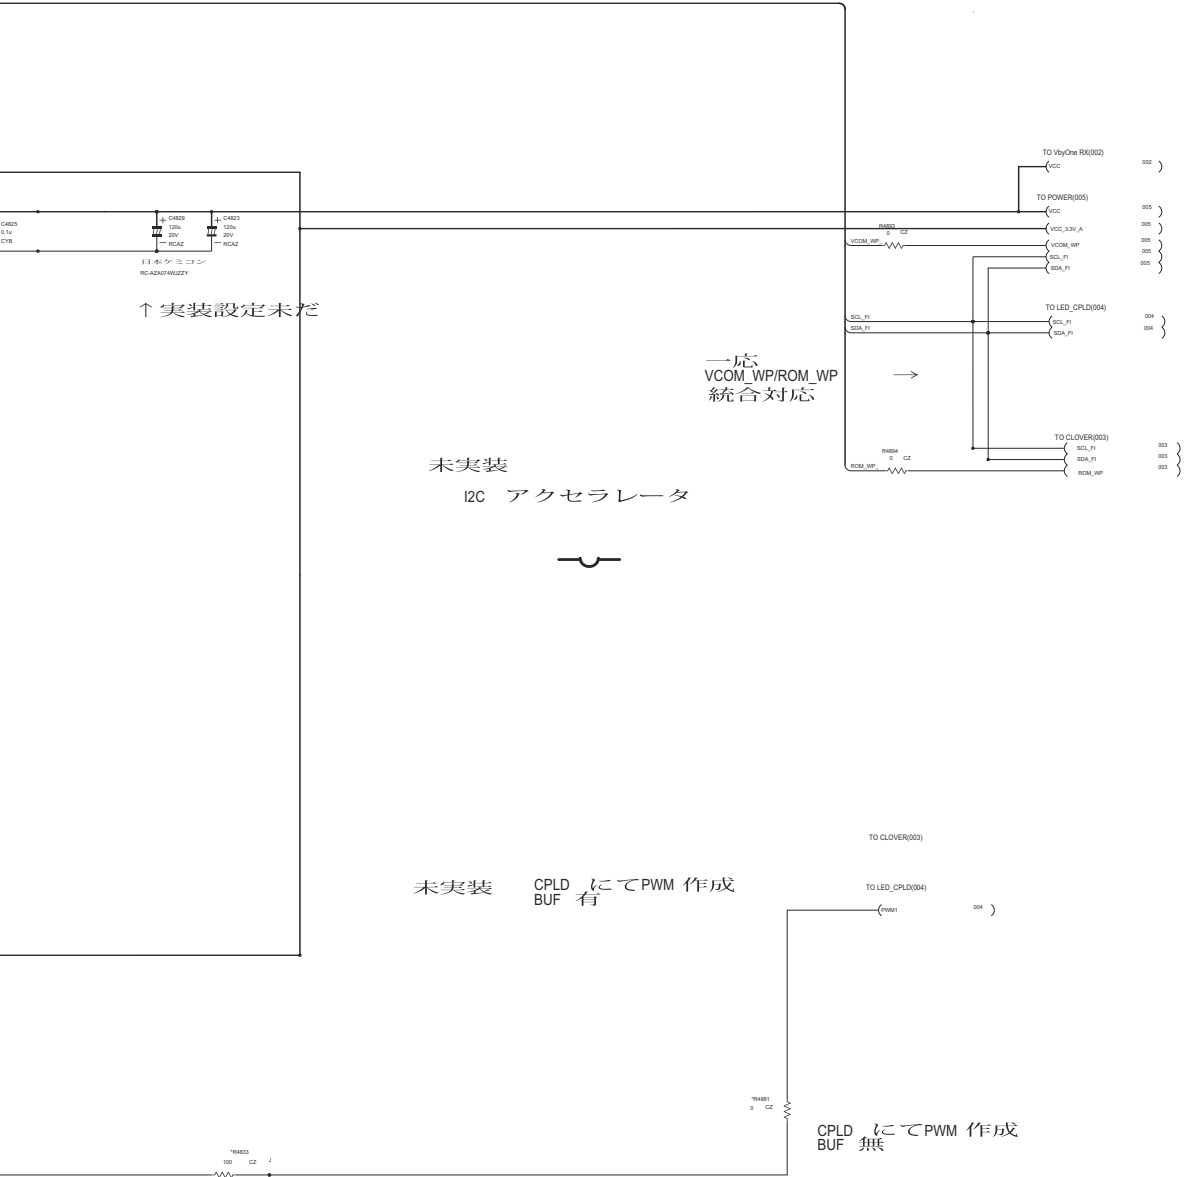 TO VbyOne RX(002)
VCC 002
TO POWER(005)
VCC 005
VCC_3.3V_A 005
VCOM_WP 005
SCL_FI 005
SDA_FI 005
C4825
0.1u
CYB
C4829
120u
20V
RCAZ
C4823
120u
20V
RCAZ
日本ケミコン
RC-AZA074WJZZY
↑実装設定未だ
R4893
0 CZ
VCOM_WP_
TO LED_CPLD(004)
SCL_FI 004
SDA_FI 004
SCL_FI
SDA_FI
一応
VCOM_WP/ROM_WP →
統合対応
TO CLOVER(003)
SCL_FI 003
SDA_FI 003
ROM_WP 003
R4894
0 CZ
ROM_WP_
未実装
I2C アクセラレータ
TO CLOVER(003)
未実装 CPLD にてPWM 作成
BUF 有
TO LED_CPLD(004)
PWM1 004
*R4881
0 CZ
CPLD にてPWM 作成
BUF 無
*R4833
100 CZ